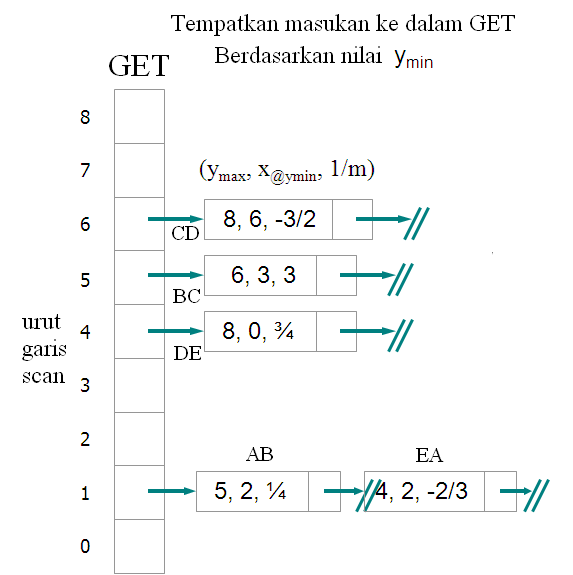 Tempatkan masukan ke dalam GET
Berdasarkan nilai ymin
GET
8
7
(ymax, x@ymin, 1/m)
6
CD
8, 6, -3/2
5
BC
6, 3, 3
urut
garis
scan
4
DE
8, 0, ¾
3
2
AB
EA
1
5, 2, ¼
4, 2, -2/3
0